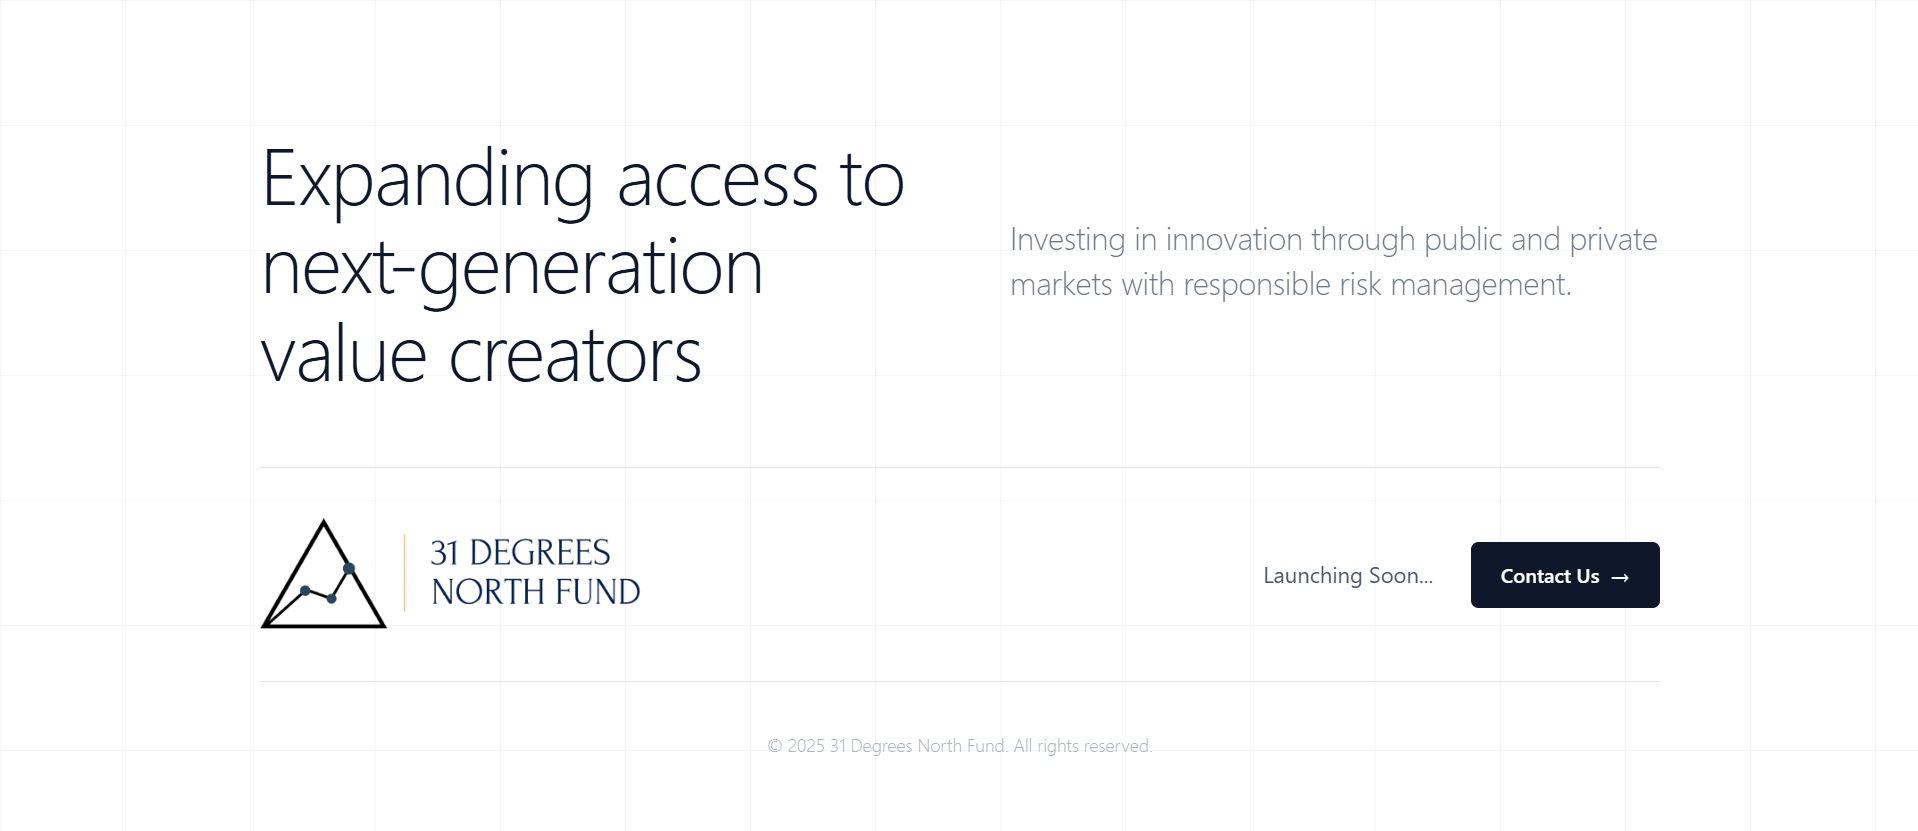 Expanding access to
next-generation
value creators
Investing in innovation through public and private
markets with responsible risk management.
31 DEGREES
NORTH FUND
Launching Soon...
Contact Us →
© 2025 31 Degrees North Fund. All rights reserved.